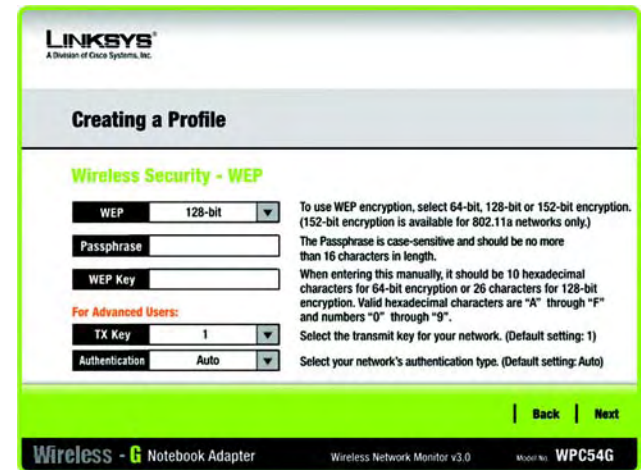 LINKSYS®
A Division of Cisco Systems, Inc.
Creating a Profile
Wireless Security - WEP
WEP 128-bit
To use WEP encryption, select 64-bit, 128-bit or 152-bit encryption.
(152-bit encryption is available for 802.11a networks only.)
Passphrase
The Passphrase is case-sensitive and should be no more
than 16 characters in length.
WEP Key
When entering this manually, it should be 10 hexadecimal
characters for 64-bit encryption or 26 characters for 128-bit
encryption. Valid hexadecimal characters are "A" through "F"
and numbers "0" through "9".
For Advanced Users:
TX Key 1
Select the transmit key for your network. (Default setting: 1)
Authentication Auto
Select your network's authentication type. (Default setting: Auto)
Back Next
Wireless - G Notebook Adapter Wireless Network Monitor v3.0 Model No. WPC54G